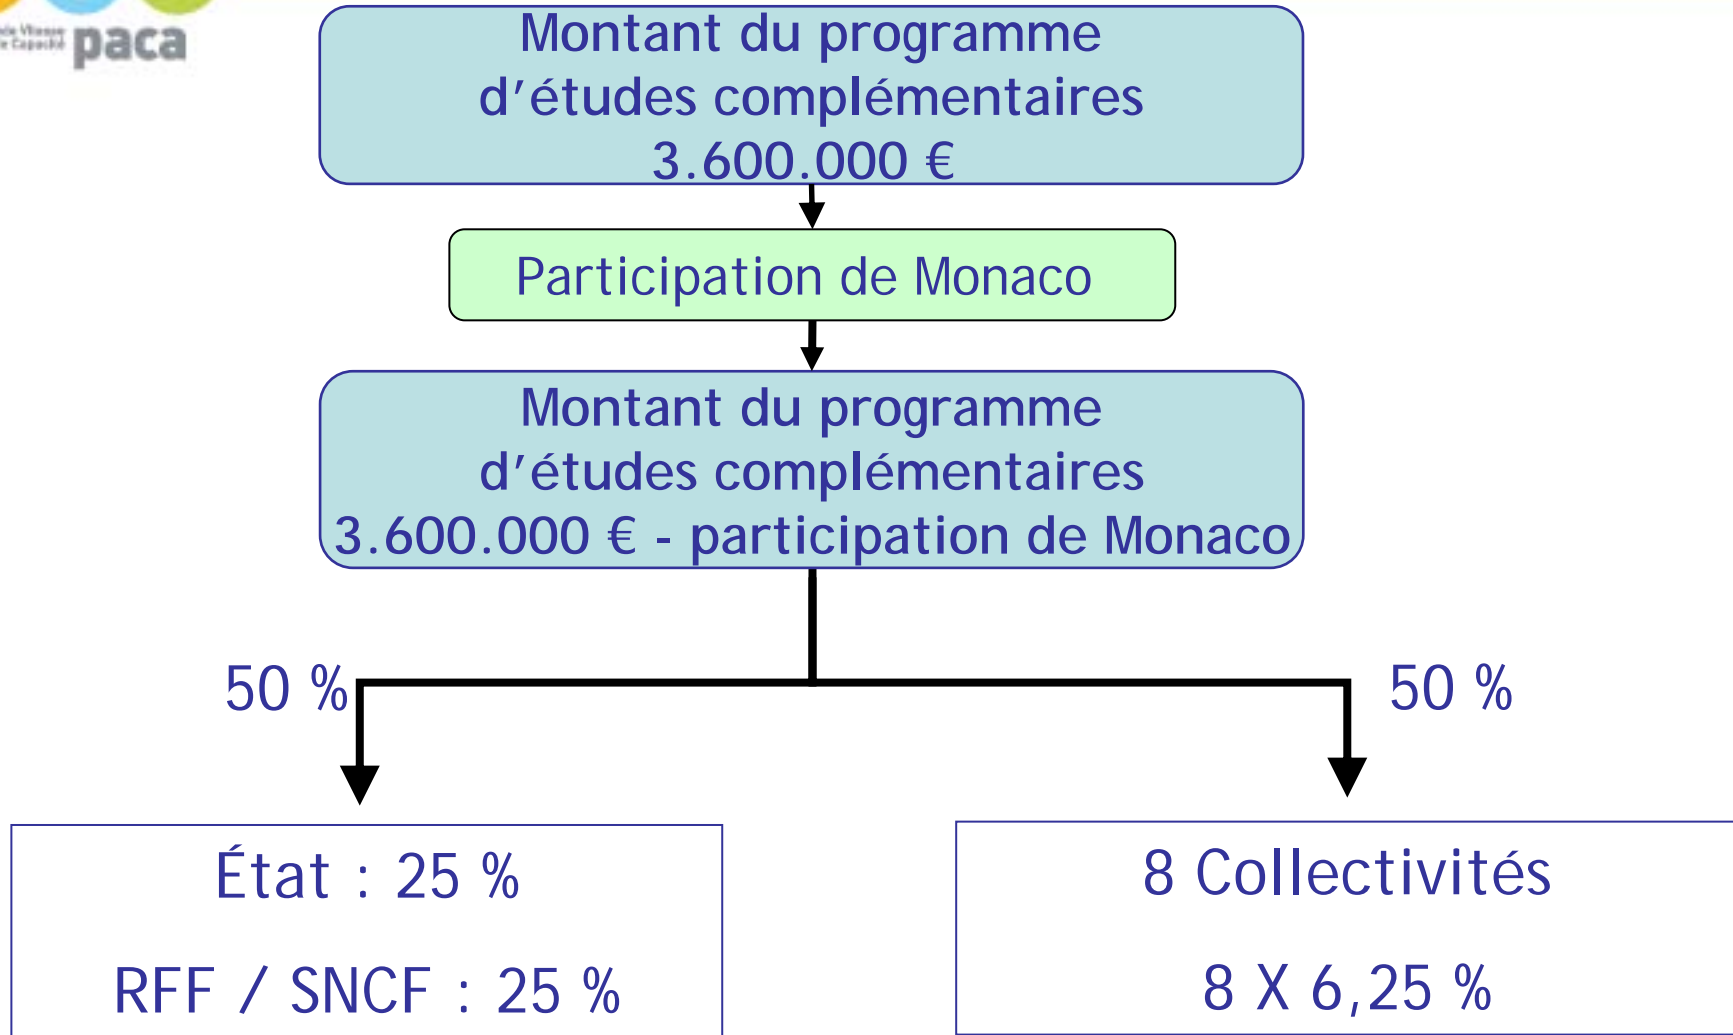 paca
Montant du programme
d'études complémentaires
3.600.000 €
Participation de Monaco
Montant du programme
d'études complémentaires
3.600.000 € - participation de Monaco
50 %
50 %
État : 25 %
RFF / SNCF : 25 %
8 Collectivités
8 X 6,25 %